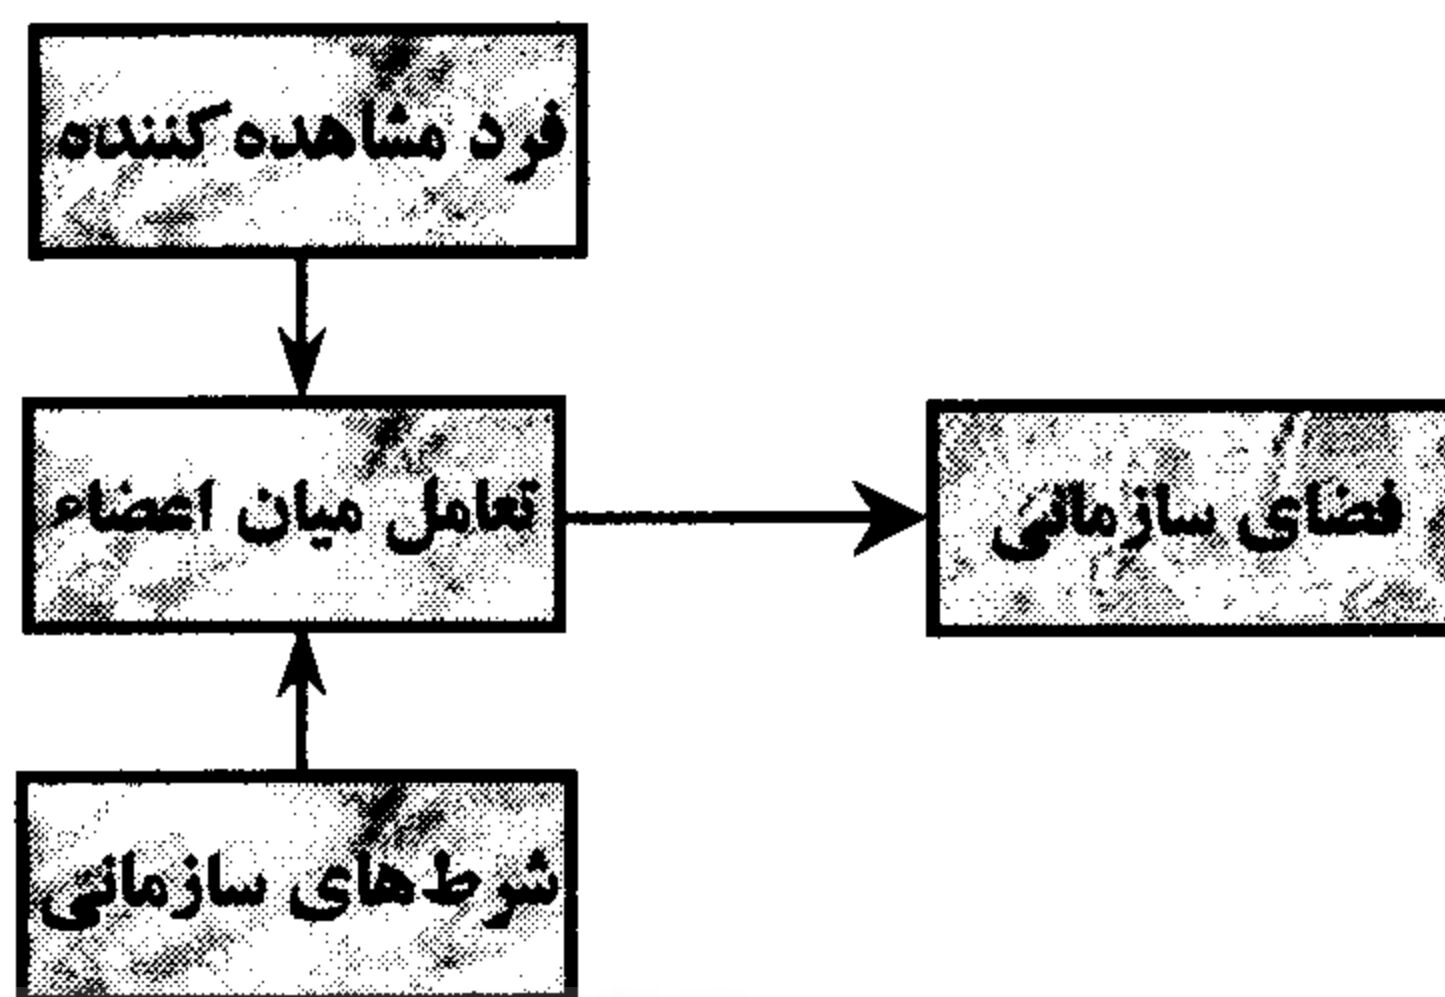 فرد مشاهده کننده
تعامل میان اعضاء
فضای سازمانی
شرط‌های سازمانی